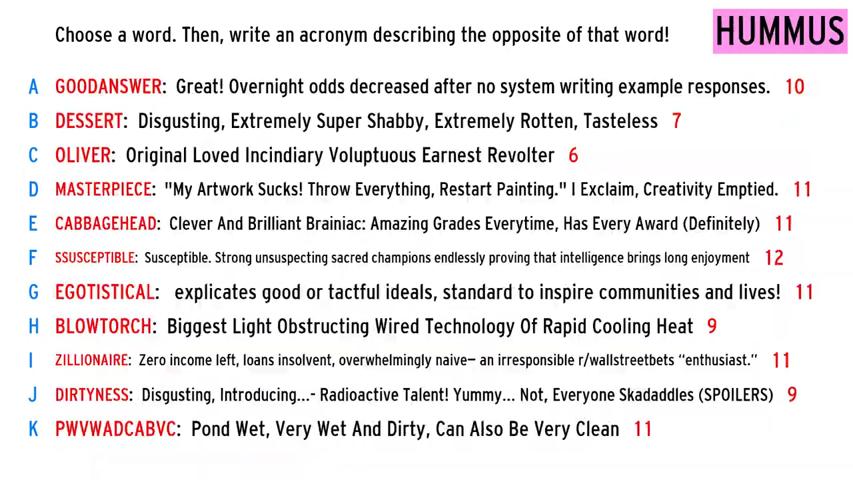 Choose a word. Then, write an acronym describing the opposite of that word! HUMMUS
A GOODANSWER: Great! Overnight odds decreased after no system writing example responses. 10
B DESSERT: Disgusting, Extremely Super Shabby, Extremely Rotten, Tasteless 7
C OLIVER: Original Loved Incindiary Voluptuous Earnest Revolter 6
D MASTERPIECE: "My Artwork Sucks! Throw Everything, Restart Painting." I Exclaim, Creativity Emptied. 11
E CABBAGEHEAD: Clever And Brilliant Brainiac: Amazing Grades Everytime, Has Every Award (Definitely) 11
F SSUSCEPTIBLE: Susceptible. Strong unsuspecting sacred champions endlessly proving that intelligence brings long enjoyment 12
G EGOTISTICAL: explicates good or tactful ideals, standard to inspire communities and lives! 11
H BLOWTORCH: Biggest Light Obstructing Wired Technology Of Rapid Cooling Heat 9
I ZILLIONAIRE: Zero income left, loans insolvent, overwhelmingly naive— an irresponsible r/wallstreetbets “enthusiast.” 11
J DIRTYNESS: Disgusting, Introducing...- Radioactive Talent! Yummy... Not, Everyone Skadaddles (SPOILERS) 9
K PWVWADCABVC: Pond Wet, Very Wet And Dirty, Can Also Be Very Clean 11